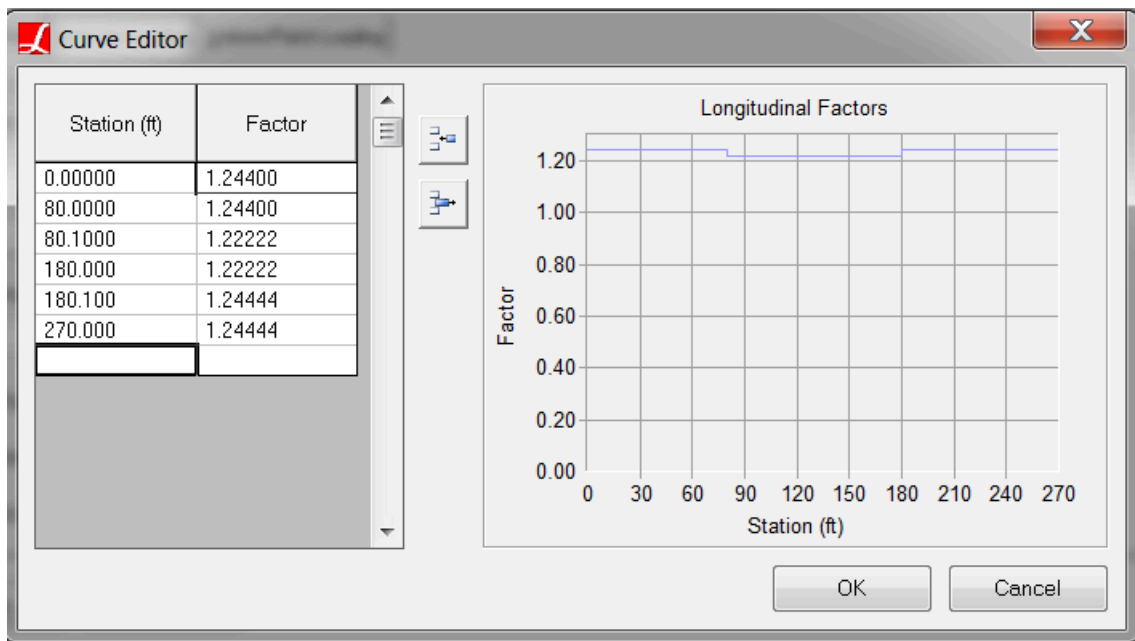 Curve Editor
Station (ft) Factor
0.00000 1.24400
80.0000 1.24400
80.1000 1.22222
180.000 1.22222
180.100 1.24444
270.000 1.24444
Longitudinal Factors
1.20
1.00
0.80
0.60
0.40
0.20
0.00
Factor
0 30 60 90 120 150 180 210 240 270
Station (ft)
OK Cancel